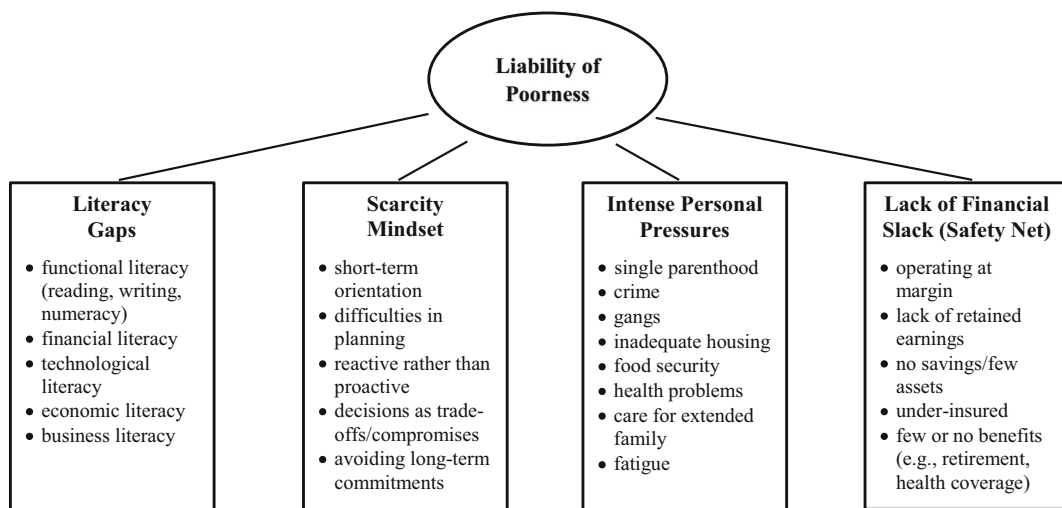 Liability of
Poorness
Literacy
Gaps
• functional literacy
(reading, writing,
numeracy)
• financial literacy
• technological
literacy
• economic literacy
• business literacy
Scarcity
Mindset
• short-term
orientation
• difficulties in
planning
• reactive rather than
proactive
• decisions as trade-
offs/compromises
• avoiding long-term
commitments
Intense Personal
Pressures
• single parenthood
• crime
• gangs
• inadequate housing
• food security
• health problems
• care for extended
family
• fatigue
Lack of Financial
Slack (Safety Net)
• operating at
margin
• lack of retained
earnings
• no savings/few
assets
• under-insured
• few or no benefits
(e.g., retirement,
health coverage)